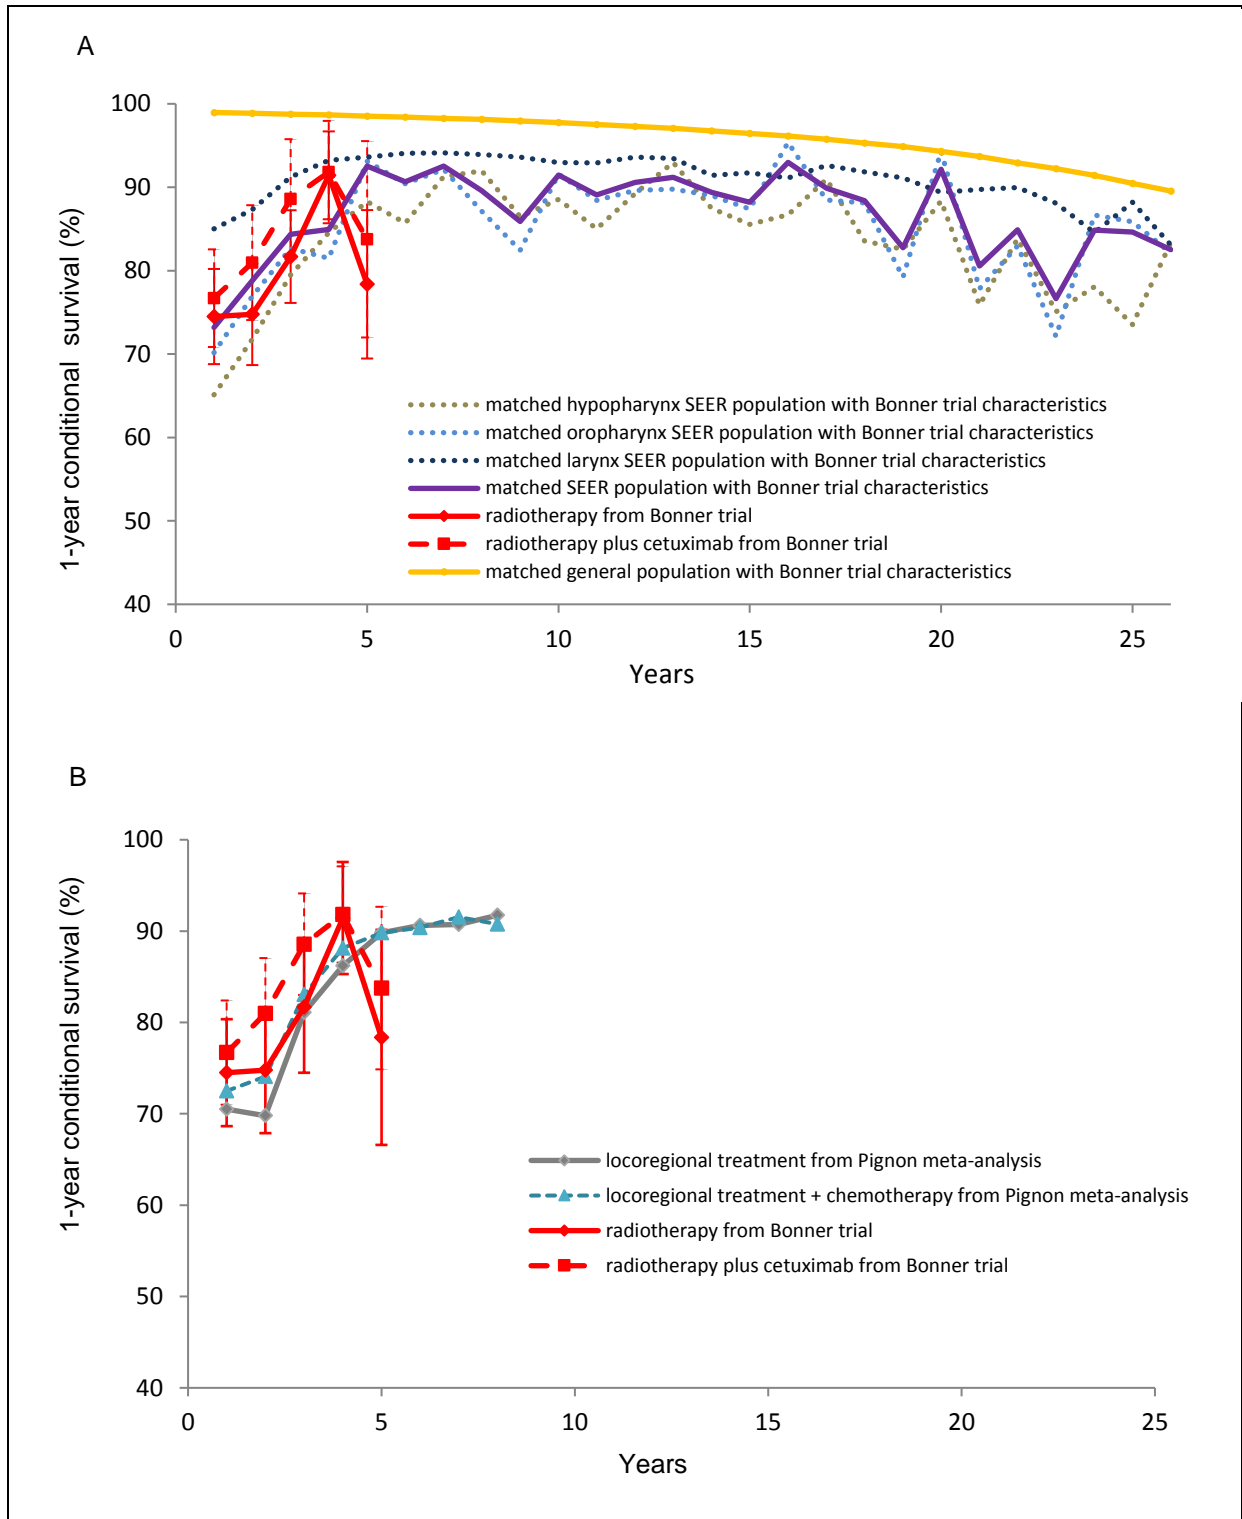 A
100
90
80
70
60
50
40
1-year conditional survival (%)
matched hypopharynx SEER population with Bonner trial characteristics
matched oropharynx SEER population with Bonner trial characteristics
matched larynx SEER population with Bonner trial characteristics
matched SEER population with Bonner trial characteristics
radiotherapy from Bonner trial
radiotherapy plus cetuximab from Bonner trial
matched general population with Bonner trial characteristics
0 5 10 15 20 25
Years
B
100
90
80
70
60
50
40
1-year conditional survival (%)
locoregional treatment from Pignon meta-analysis
locoregional treatment + chemotherapy from Pignon meta-analysis
radiotherapy from Bonner trial
radiotherapy plus cetuximab from Bonner trial
0 5 10 15 20 25
Years